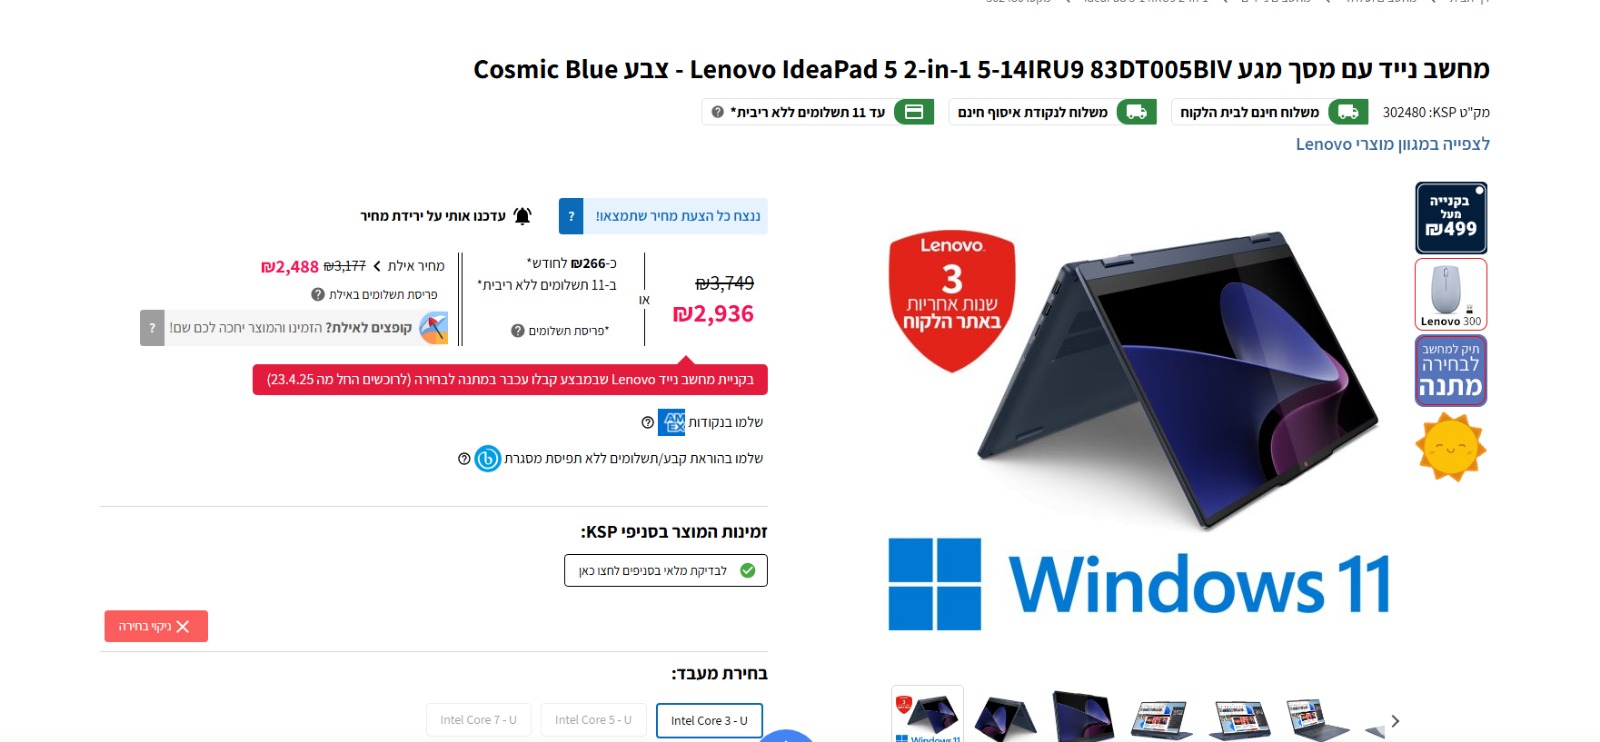 מחשב נייד עם מסך מגע Lenovo IdeaPad 5 2-in-1 5-14IRU9 83DT005BIV - צבע Cosmic Blue
מק"ט KSP: 302480
משלוח חינם לבית הלקוח
משלוח לנקודת איסוף חינם
עד 11 תשלומים ללא ריבית*
לצפייה במגוון מוצרי Lenovo
בקנייה
מעל
₪499
Lenovo 300
תיק למחשב
לבחירה
מתנה
Lenovo
3
שנות אחריות
באתר הלקוח
Windows 11
ננצח כל הצעת מחיר שתמצאו!
?
עדכנו אותי על ירידת מחיר
₪3,749
₪2,936
או
כ-₪266 לחודש*
ב-11 תשלומים ללא ריבית*
*פריסת תשלומים
מחיר אילת ₪3,177 ₪2,488
פריסת תשלומים באילת
קופצים לאילת? הזמינו והמוצר יחכה לכם שם!
?
בקניית מחשב נייד Lenovo שבמבצע קבלו עכבר במתנה לבחירה (לרוכשים החל מה 23.4.25)
שלמו בנקודות AMEX
שלמו בהוראת קבע/תשלומים ללא תפיסת מסגרת
זמינות המוצר בסניפי KSP:
לבדיקת מלאי בסניפים לחצו כאן
ניקוי בחירה
בחירת מעבד:
Intel Core 3 - U
Intel Core 5 - U
Intel Core 7 - U
Windows 11